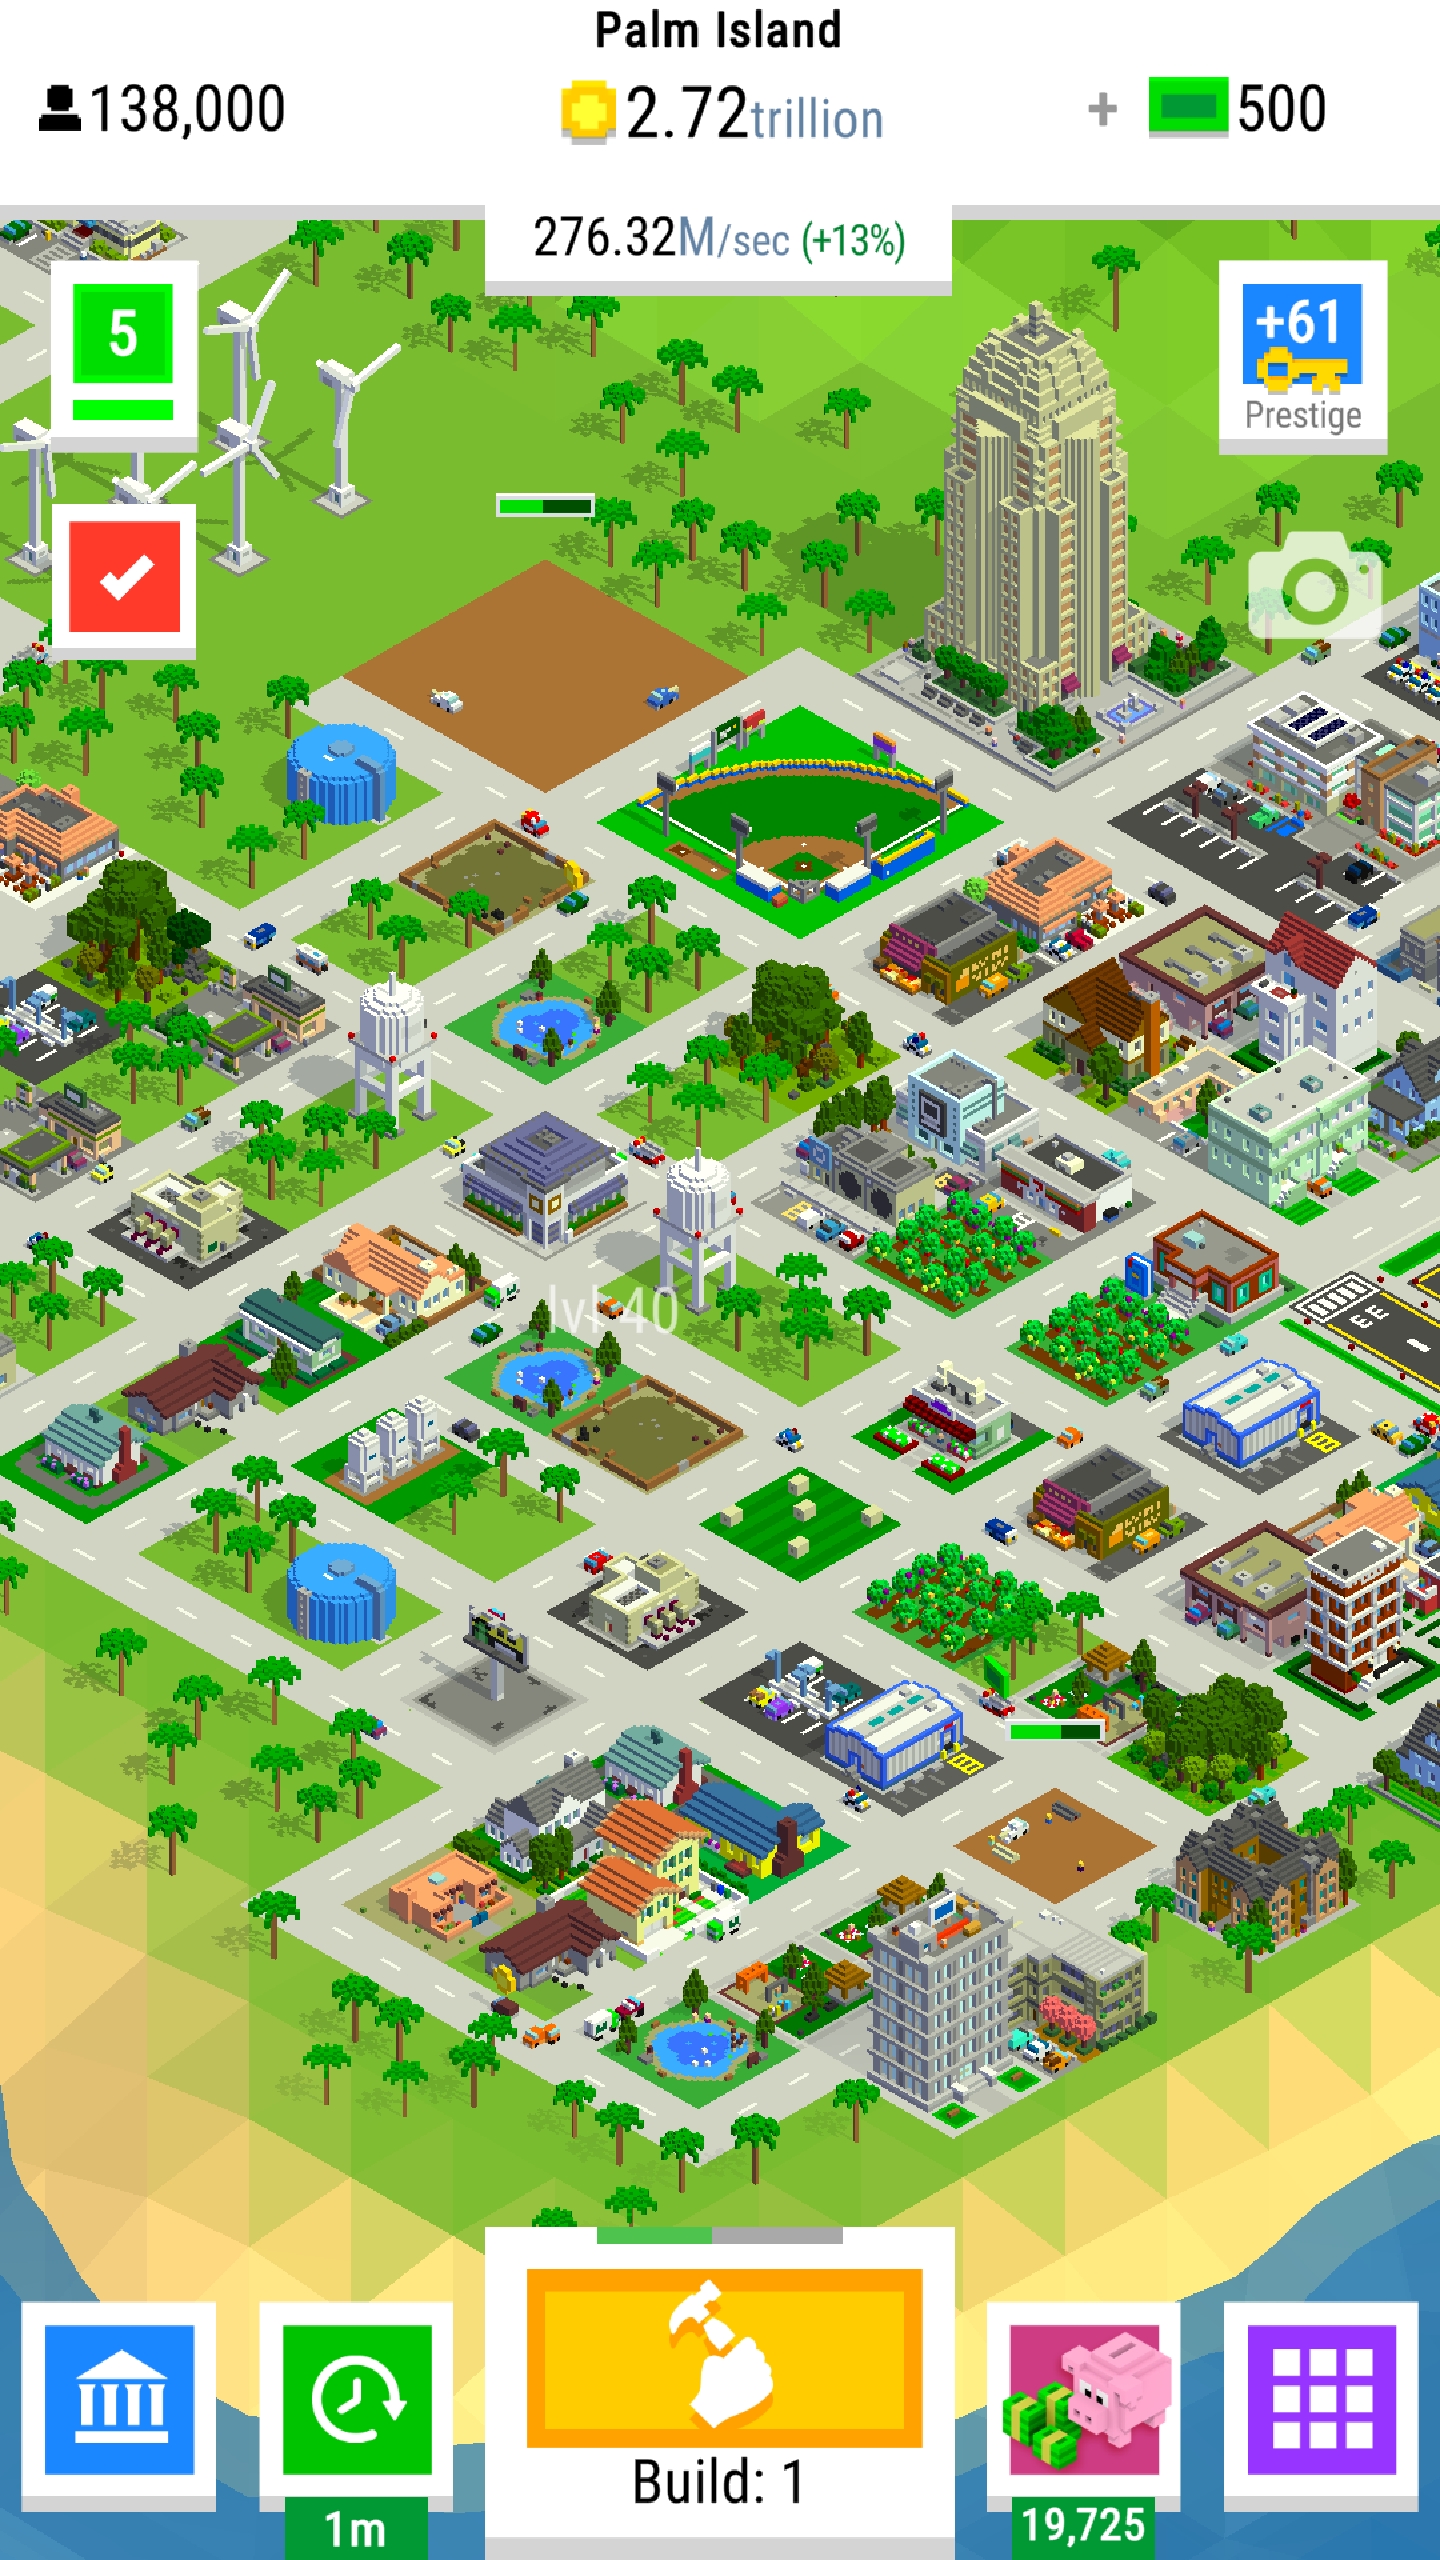 Palm Island
138,000
2.72trillion
+ 500
276.32M/sec (+13%)
5
+61
Prestige
lvl 40
Build: 1
1m
19,725